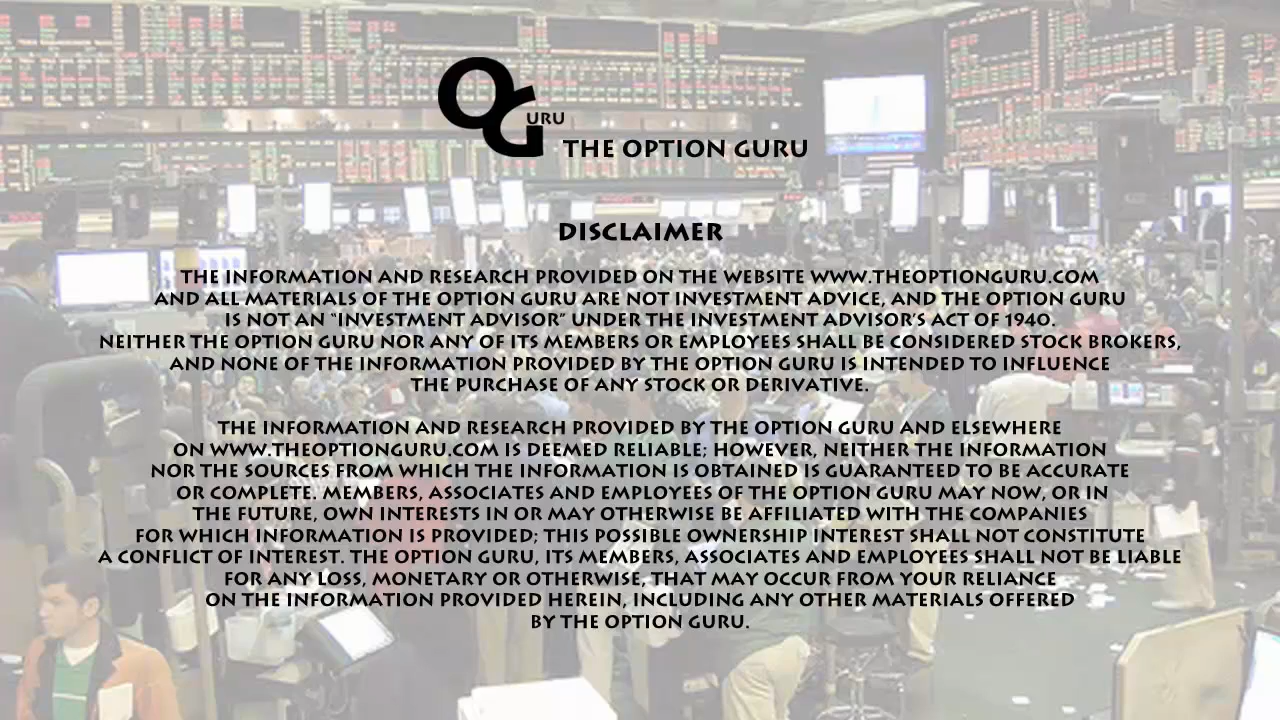 OG URU
THE OPTION GURU
DISCLAIMER
THE INFORMATION AND RESEARCH PROVIDED ON THE WEBSITE WWW.THEOPTIONGURU.COM
AND ALL MATERIALS OF THE OPTION GURU ARE NOT INVESTMENT ADVICE, AND THE OPTION GURU
IS NOT AN “INVESTMENT ADVISOR” UNDER THE INVESTMENT ADVISOR’S ACT OF 1940.
NEITHER THE OPTION GURU NOR ANY OF ITS MEMBERS OR EMPLOYEES SHALL BE CONSIDERED STOCK BROKERS,
AND NONE OF THE INFORMATION PROVIDED BY THE OPTION GURU IS INTENDED TO INFLUENCE
THE PURCHASE OF ANY STOCK OR DERIVATIVE.
THE INFORMATION AND RESEARCH PROVIDED BY THE OPTION GURU AND ELSEWHERE
ON WWW.THEOPTIONGURU.COM IS DEEMED RELIABLE; HOWEVER, NEITHER THE INFORMATION
NOR THE SOURCES FROM WHICH THE INFORMATION IS OBTAINED IS GUARANTEED TO BE ACCURATE
OR COMPLETE. MEMBERS, ASSOCIATES AND EMPLOYEES OF THE OPTION GURU MAY NOW, OR IN
THE FUTURE, OWN INTERESTS IN OR MAY OTHERWISE BE AFFILIATED WITH THE COMPANIES
FOR WHICH INFORMATION IS PROVIDED; THIS POSSIBLE OWNERSHIP INTEREST SHALL NOT CONSTITUTE
A CONFLICT OF INTEREST. THE OPTION GURU, ITS MEMBERS, ASSOCIATES AND EMPLOYEES SHALL NOT BE LIABLE
FOR ANY LOSS, MONETARY OR OTHERWISE, THAT MAY OCCUR FROM YOUR RELIANCE
ON THE INFORMATION PROVIDED HEREIN, INCLUDING ANY OTHER MATERIALS OFFERED
BY THE OPTION GURU.